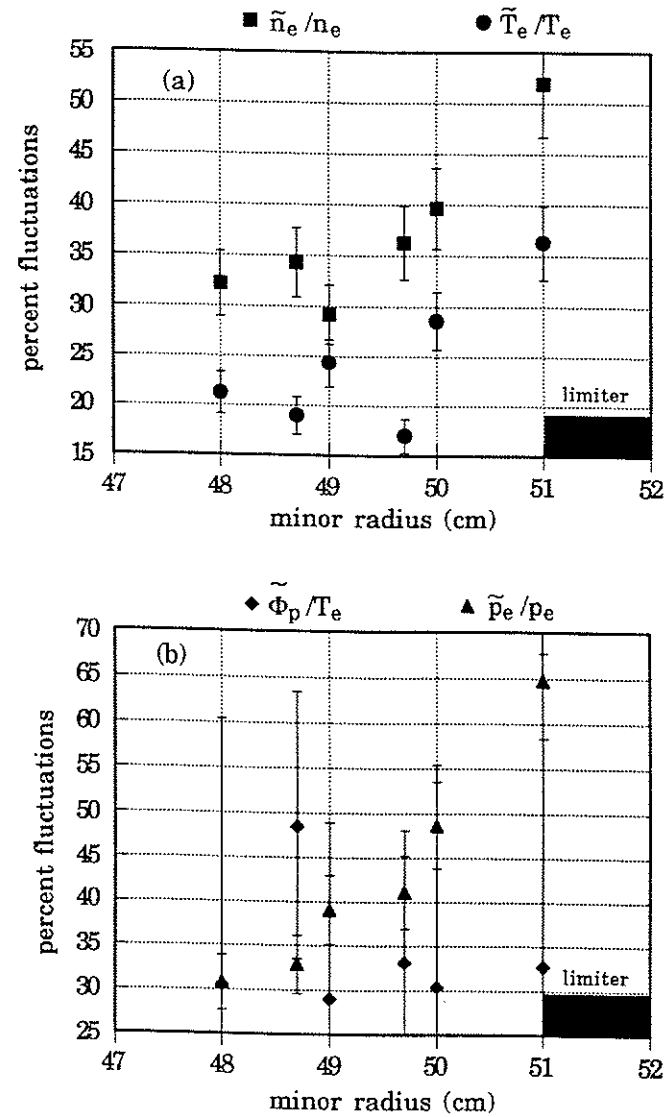 ■ ñₑ/nₑ ● T̃ₑ/Tₑ
(a)
percent fluctuations
55
50
45
40
35
30
25
20
15
limiter
47 48 49 50 51 52
minor radius (cm)
◆ Φ̃ₚ/Tₑ ▲ p̃ₑ/pₑ
(b)
percent fluctuations
70
65
60
55
50
45
40
35
30
25
limiter
47 48 49 50 51 52
minor radius (cm)